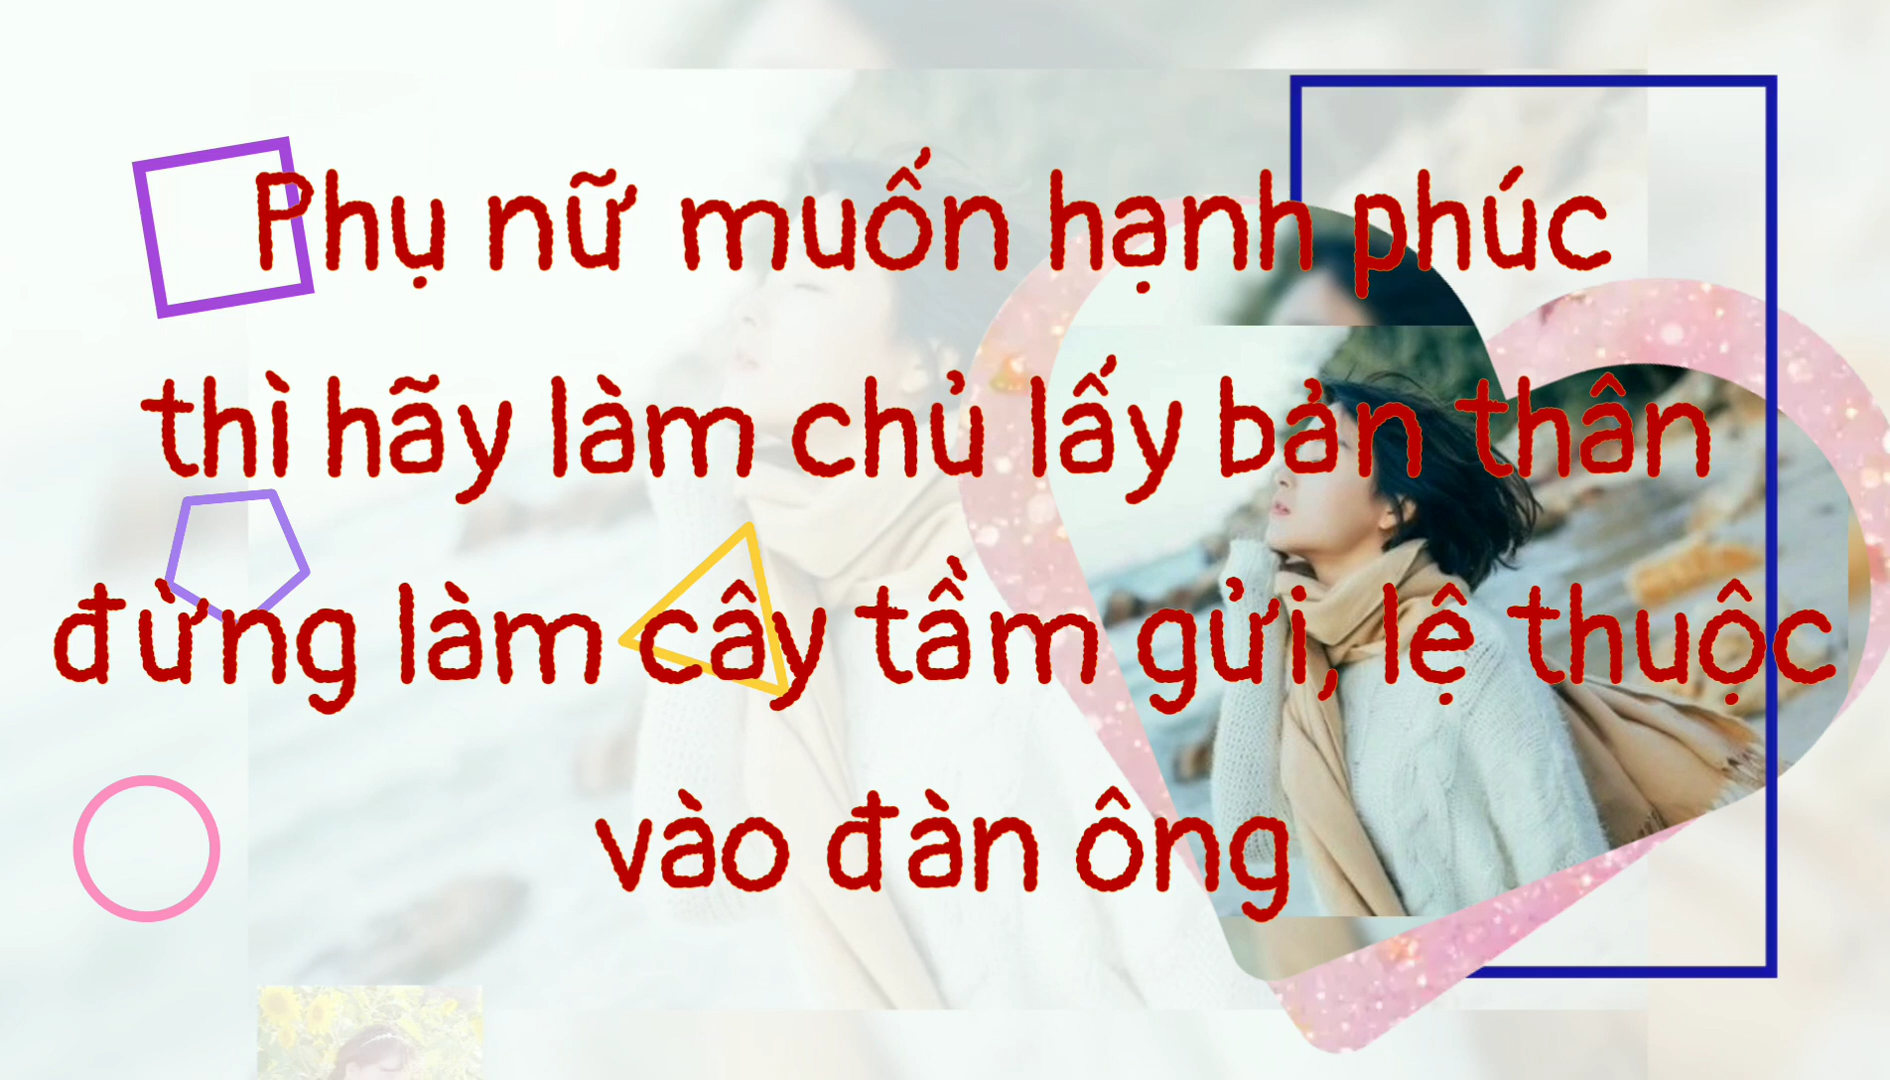 Phụ nữ muốn hạnh phúc
thì hãy làm chủ lấy bản thân
đừng làm cây tầm gửi, lệ thuộc
vào đàn ông